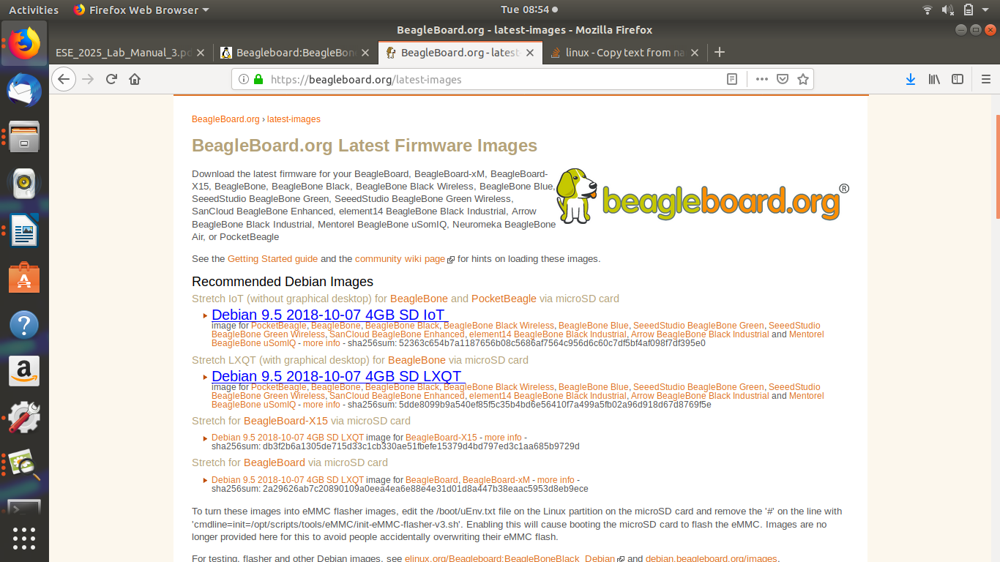 Activities Firefox Web Browser Tue 08:54
BeagleBoard.org - latest-images - Mozilla Firefox
ESE_2025_Lab_Manual_3.pd Beagleboard:BeagleBone BeagleBoard.org - latest- linux - Copy text from na
https://beagleboard.org/latest-images
BeagleBoard.org › latest-images
BeagleBoard.org Latest Firmware Images
Download the latest firmware for your BeagleBoard, BeagleBoard-xM, BeagleBoard-
X15, BeagleBone, BeagleBone Black, BeagleBone Black Wireless, BeagleBone Blue,
SeeedStudio BeagleBone Green, SeeedStudio BeagleBone Green Wireless,
SanCloud BeagleBone Enhanced, element14 BeagleBone Black Industrial, Arrow
BeagleBone Black Industrial, Mentorel BeagleBone uSomIQ, Neuromeka BeagleBone
Air, or PocketBeagle
beagleboard.org®
See the Getting Started guide and the community wiki page for hints on loading these images.
Recommended Debian Images
Stretch IoT (without graphical desktop) for BeagleBone and PocketBeagle via microSD card
Debian 9.5 2018-10-07 4GB SD IoT
image for PocketBeagle, BeagleBone, BeagleBone Black, BeagleBone Black Wireless, BeagleBone Blue, SeeedStudio BeagleBone Green, SeeedStudio
BeagleBone Green Wireless, SanCloud BeagleBone Enhanced, element14 BeagleBone Black Industrial, Arrow BeagleBone Black Industrial and Mentorel
BeagleBone uSomIQ - more info - sha256sum: 52363c654b7a1187656b08c5686af7564c956d6c60c7df5bf4af098f7df395e0
Stretch LXQT (with graphical desktop) for BeagleBone via microSD card
Debian 9.5 2018-10-07 4GB SD LXQT
image for PocketBeagle, BeagleBone, BeagleBone Black, BeagleBone Black Wireless, BeagleBone Blue, SeeedStudio BeagleBone Green, SeeedStudio
BeagleBone Green Wireless, SanCloud BeagleBone Enhanced, element14 BeagleBone Black Industrial, Arrow BeagleBone Black Industrial and Mentorel
BeagleBone uSomIQ - more info - sha256sum: 5dde8099b9a540ef85f5c35b4bd6e56410f7a499a5fb02a96d918d67d8769f5e
Stretch for BeagleBoard-X15 via microSD card
Debian 9.5 2018-10-07 4GB SD LXQT image for BeagleBoard-X15 - more info -
sha256sum: db3f2b6a1305de715d33c1cb330ae51fbefe15379d4bd797ed3c1aa685b9729d
Stretch for BeagleBoard via microSD card
Debian 9.5 2018-10-07 4GB SD LXQT image for BeagleBoard, BeagleBoard-xM - more info -
sha256sum: 2a29626ab7c20890109a0eea4ea6e88e4e31d01d8a447b38eaac5953d8eb9ece
To turn these images into eMMC flasher images, edit the /boot/uEnv.txt file on the Linux partition on the microSD card and remove the '#' on the line with
'cmdline=init=/opt/scripts/tools/eMMC/init-eMMC-flasher-v3.sh'. Enabling this will cause booting the microSD card to flash the eMMC. Images are no
longer provided here for this to avoid people accidentally overwriting their eMMC flash.
For testing, flasher and other Debian images, see elinux.org/Beagleboard:BeagleBoneBlack_Debian and debian.beagleboard.org/images.